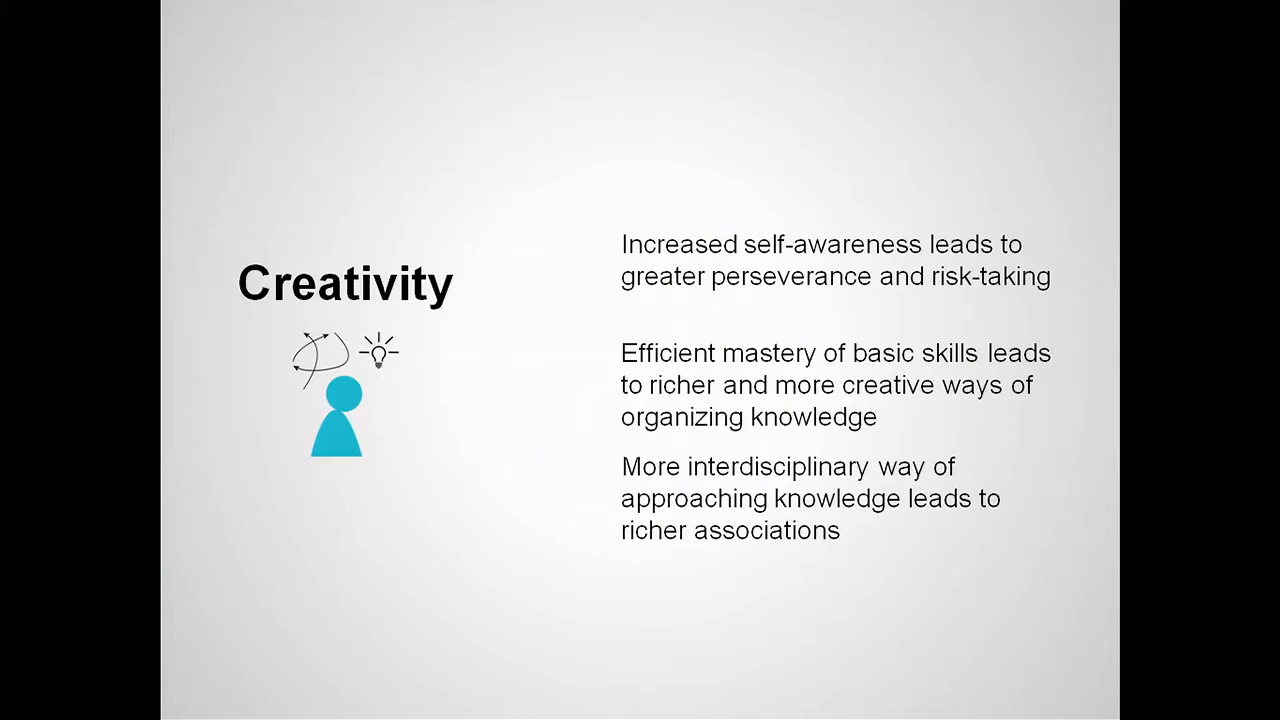 Creativity
Increased self-awareness leads to
greater perseverance and risk-taking
Efficient mastery of basic skills leads
to richer and more creative ways of
organizing knowledge
More interdisciplinary way of
approaching knowledge leads to
richer associations